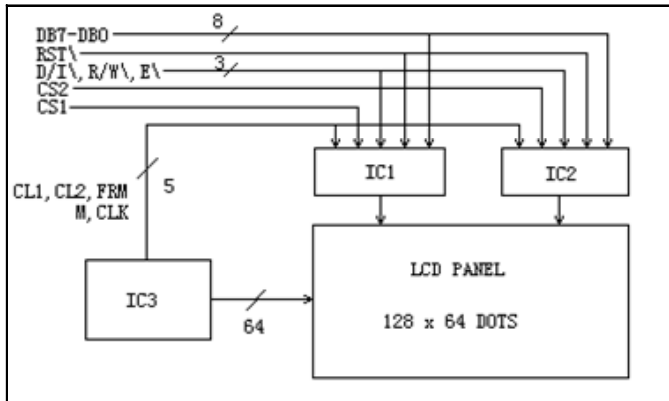 8
DB7-DB0
RST\
3
D/I\, R/W\, E\
CS2
CS1
IC1
IC2
5
CL1, CL2, FRM
M, CLK
LCD PANEL
IC3
128 x 64 DOTS
64